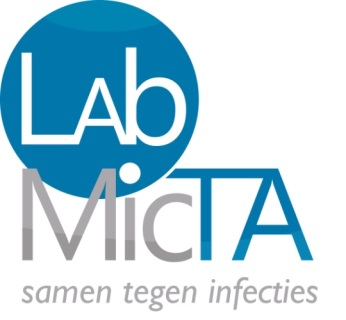 LAb
MicTA
samen tegen infecties